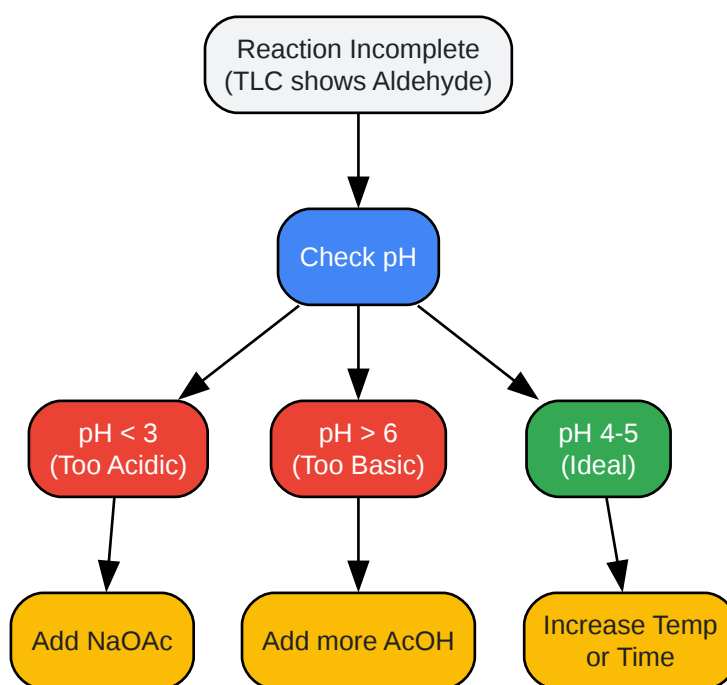 Reaction Incomplete
(TLC shows Aldehyde)
Check pH
pH < 3
(Too Acidic)
pH > 6
(Too Basic)
pH 4-5
(Ideal)
Add NaOAc
Add more AcOH
Increase Temp
or Time